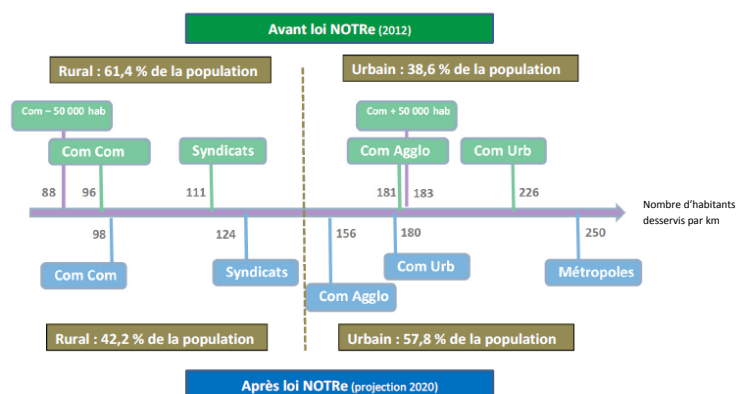 Avant loi NOTRe (2012)
Rural : 61,4 % de la population
Urbain : 38,6 % de la population
Com – 50 000 hab
Com + 50 000 hab
Com Com
Syndicats
Com Agglo
Com Urb
88
96
111
181
183
226
Nombre d'habitants
desservis par km
98
124
156
180
250
Com Com
Syndicats
Com Agglo
Com Urb
Métropoles
Rural : 42,2 % de la population
Urbain : 57,8 % de la population
Après loi NOTRe (projection 2020)